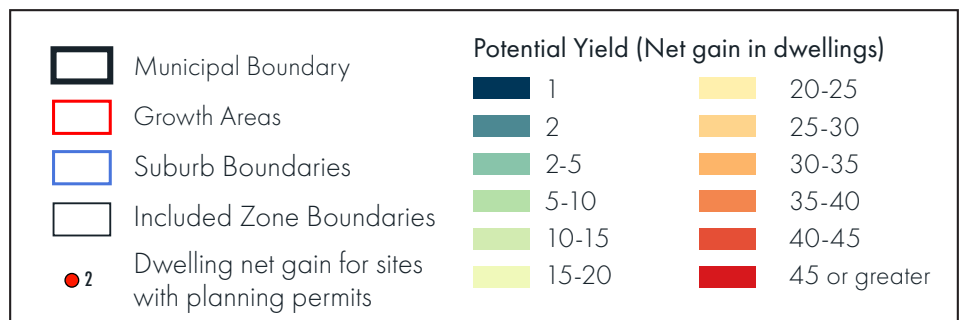 Municipal Boundary
Growth Areas
Suburb Boundaries
Included Zone Boundaries
2
Dwelling net gain for sites
with planning permits
Potential Yield (Net gain in dwellings)
1
2
2-5
5-10
10-15
15-20
20-25
25-30
30-35
35-40
40-45
45 or greater